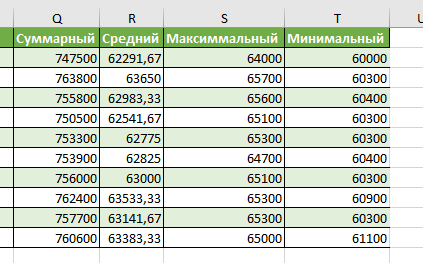 Q R S T U
Суммарный Средний Максиммальный Минимальный
747500 62291,67 64000 60000
763800 63650 65700 60300
755800 62983,33 65600 60400
750500 62541,67 65100 60300
753300 62775 65300 60300
753900 62825 64700 60400
756000 63000 65100 60300
762400 63533,33 65300 60900
757700 63141,67 65300 60300
760600 63383,33 65000 61100